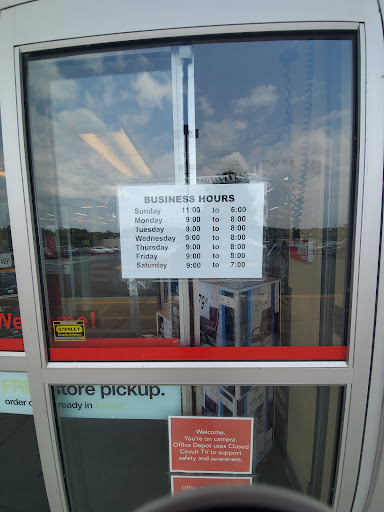 BUSINESS HOURS
Sunday 11:00 to 6:00
Monday 9:00 to 8:00
Tuesday 9:00 to 8:00
Wednesday 9:00 to 8:00
Thursday 9:00 to 8:00
Friday 9:00 to 8:00
Saturday 9:00 to 7:00
STANLEY
store pickup.
ready in
Welcome.
You're on camera.
Office Depot uses Closed
Circuit TV to support
safety and awareness.